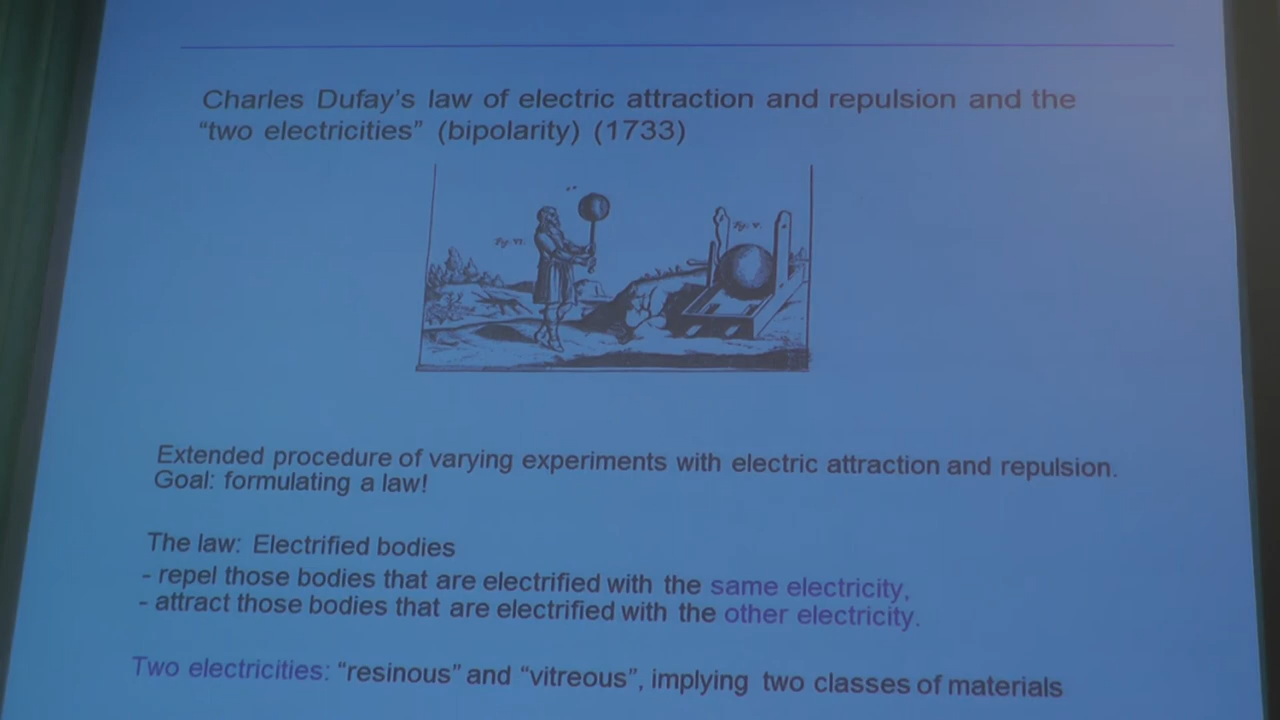 Charles Dufay's law of electric attraction and repulsion and the
“two electricities” (bipolarity) (1733)
Fig. VI.
Fig. V.
Extended procedure of varying experiments with electric attraction and repulsion.
Goal: formulating a law!
The law: Electrified bodies
- repel those bodies that are electrified with the same electricity,
- attract those bodies that are electrified with the other electricity.
Two electricities: “resinous” and “vitreous”, implying two classes of materials